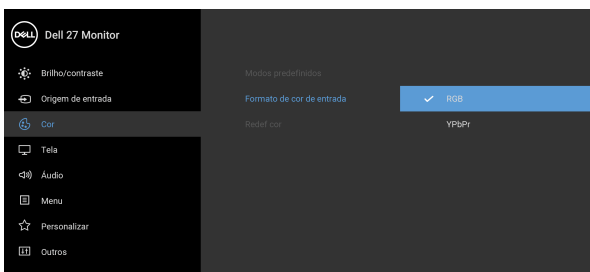 DELL Dell 27 Monitor
Brilho/contraste
Modos predefinidos
Origem de entrada
Formato de cor de entrada
RGB
Cor
Redef cor
YPbPr
Tela
Áudio
Menu
Personalizar
Outros